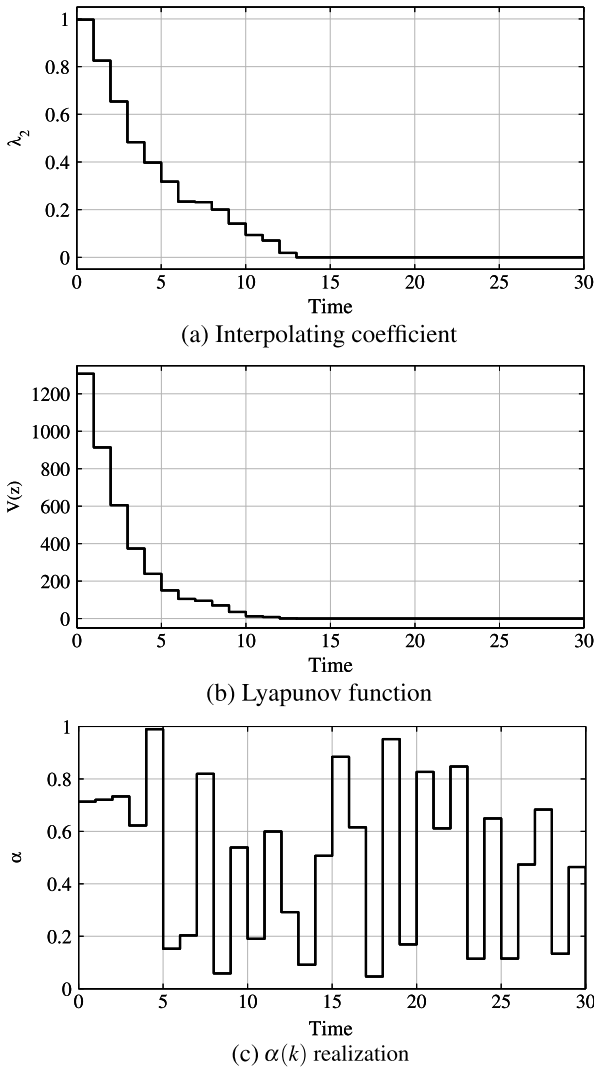 1
0.8
0.6
0.4
0.2
0
λ2
0 5 10 15 20 25 30
Time
(a) Interpolating coefficient
1200
1000
800
600
400
200
0
V(z)
0 5 10 15 20 25 30
Time
(b) Lyapunov function
1
0.8
0.6
0.4
0.2
0
α
0 5 10 15 20 25 30
Time
(c) α(k) realization